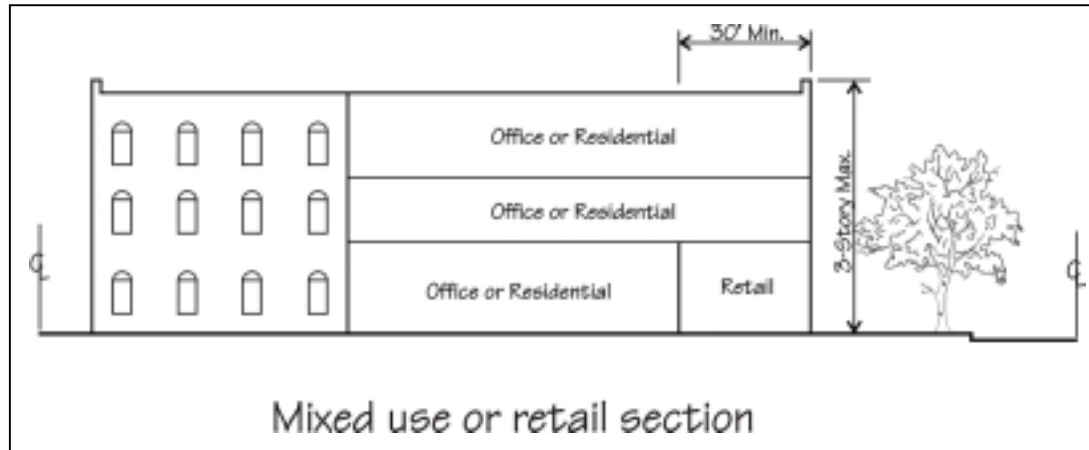 30' Min.
Office or Residential
Office or Residential
3-Story Max.
Office or Residential
Retail
℄
℄
Mixed use or retail section